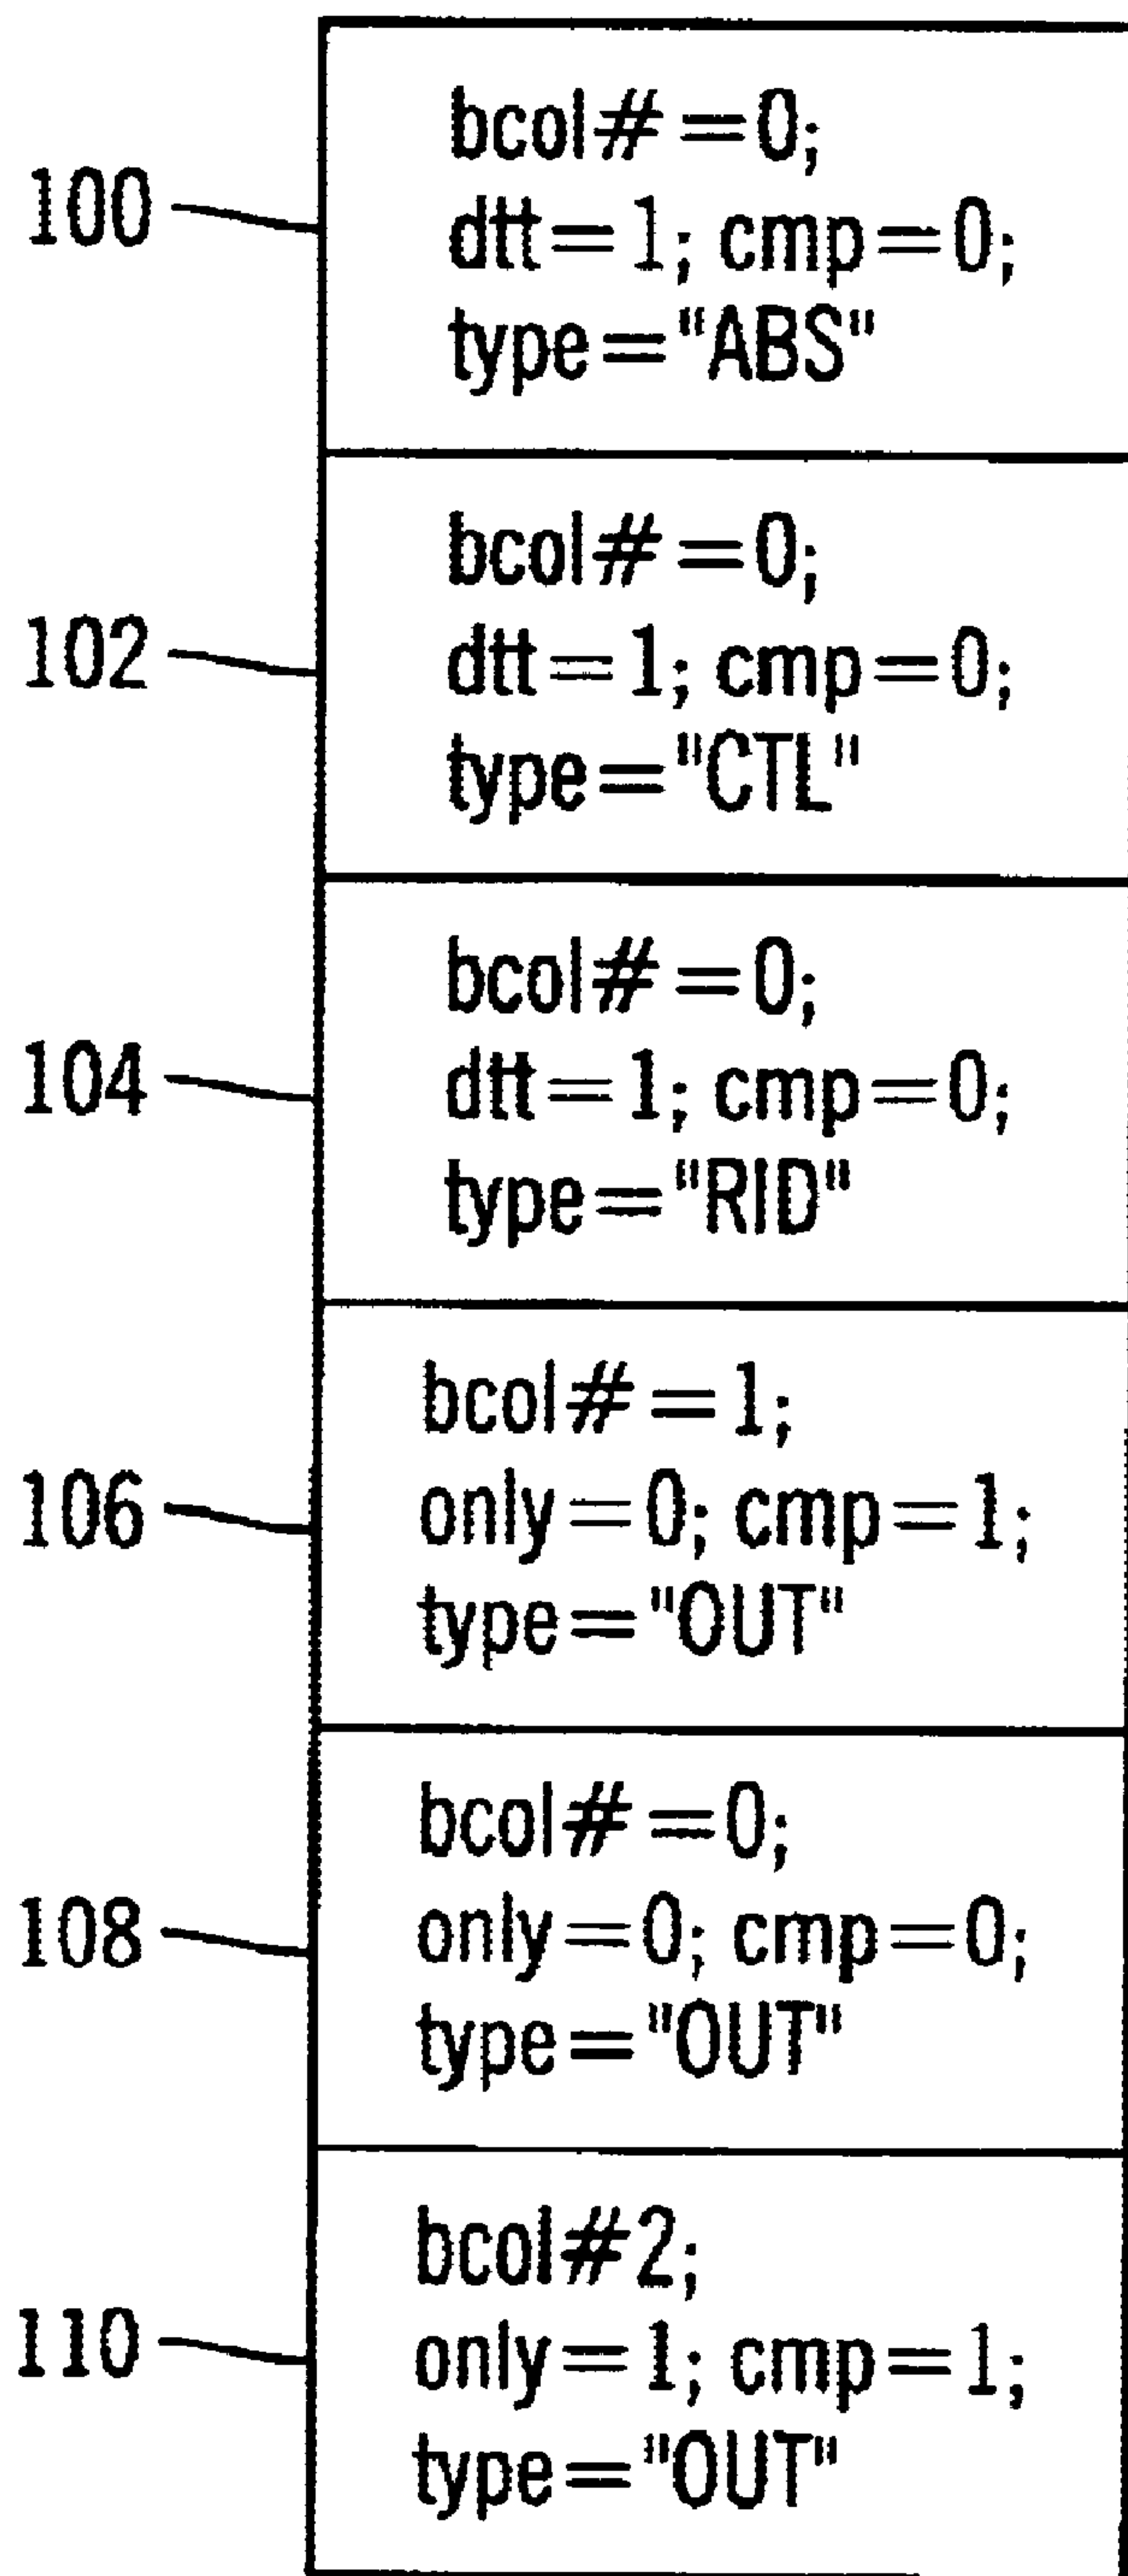 bcol#=0;
100
dtt=1; cmp=0;
type="ABS"
bcol#=0;
102
dtt=1; cmp=0;
type="CTL"
bcol#=0;
104
dtt=1; cmp=0;
type="RID"
bcol#=1;
106
only=0; cmp=1;
type="OUT"
bcol#=0;
108
only=0; cmp=0;
type="OUT"
bcol#2;
110
only=1; cmp=1;
type="OUT"